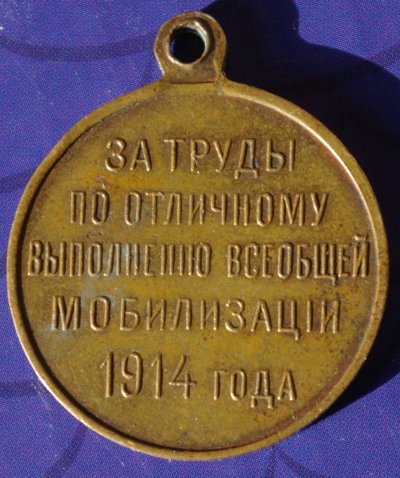 ЗА ТРУДЫ
ПО ОТЛИЧНОМУ
ВЫПОЛНЕНІЮ ВСЕОБЩЕЙ
МОБИЛИЗАЦІИ
1914 ГОДА